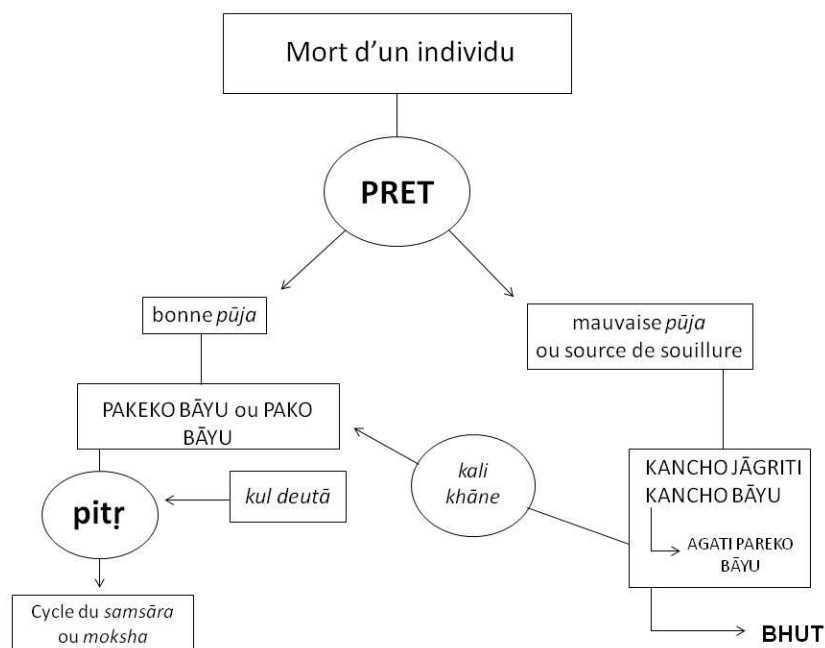 Mort d'un individu
PRET
bonne pūja
mauvaise pūja
ou source de souillure
PAKEKO BĀYU ou PAKO
BĀYU
kali
khāne
KANCHO JĀGRITI
KANCHO BĀYU
AGATI PAREKO
BĀYU
pitṛ
kul deutā
Cycle du samsāra
ou moksha
BHUT